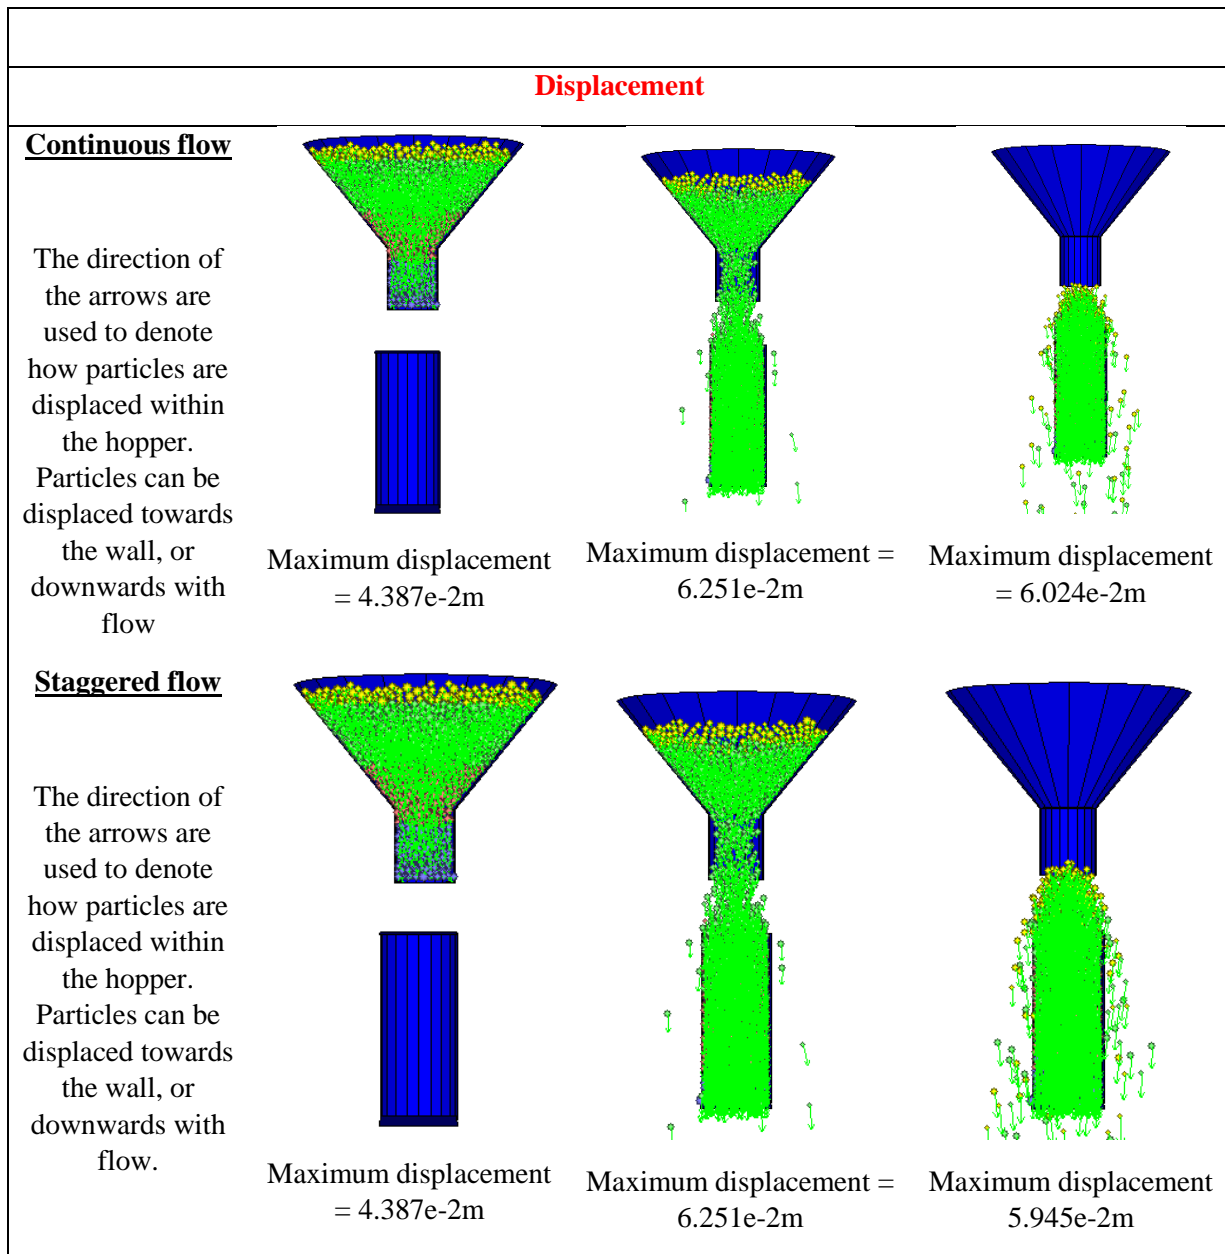 Displacement
Continuous flow
The direction of
the arrows are
used to denote
how particles are
displaced within
the hopper.
Particles can be
displaced towards
the wall, or
downwards with
flow
Maximum displacement
= 4.387e-2m
Maximum displacement =
6.251e-2m
Maximum displacement
= 6.024e-2m
Staggered flow
The direction of
the arrows are
used to denote
how particles are
displaced within
the hopper.
Particles can be
displaced towards
the wall, or
downwards with
flow.
Maximum displacement
= 4.387e-2m
Maximum displacement =
6.251e-2m
Maximum displacement
5.945e-2m